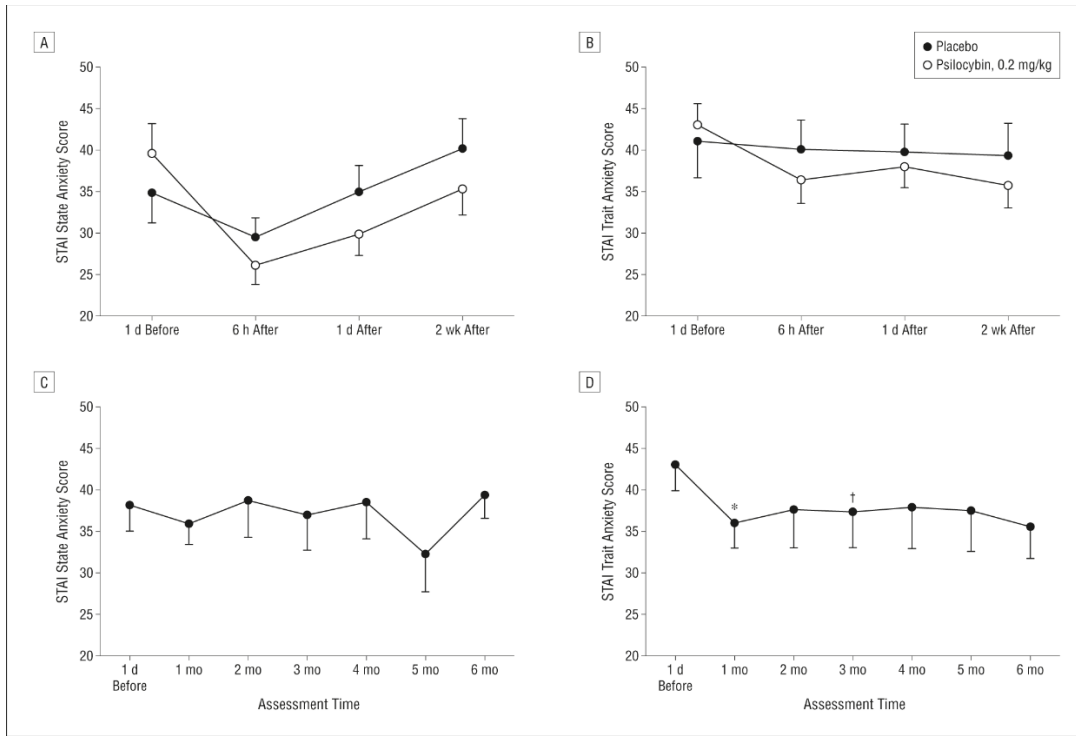 A
STAI State Anxiety Score
50
45
40
35
30
25
20
1 d Before
6 h After
1 d After
2 wk After
B
Placebo
Psilocybin, 0.2 mg/kg
STAI Trait Anxiety Score
50
45
40
35
30
25
20
1 d Before
6 h After
1 d After
2 wk After
C
STAI State Anxiety Score
50
45
40
35
30
25
20
1 d
Before
1 mo
2 mo
3 mo
4 mo
5 mo
6 mo
Assessment Time
D
STAI Trait Anxiety Score
50
45
40
35
30
25
20
*
†
1 d
Before
1 mo
2 mo
3 mo
4 mo
5 mo
6 mo
Assessment Time